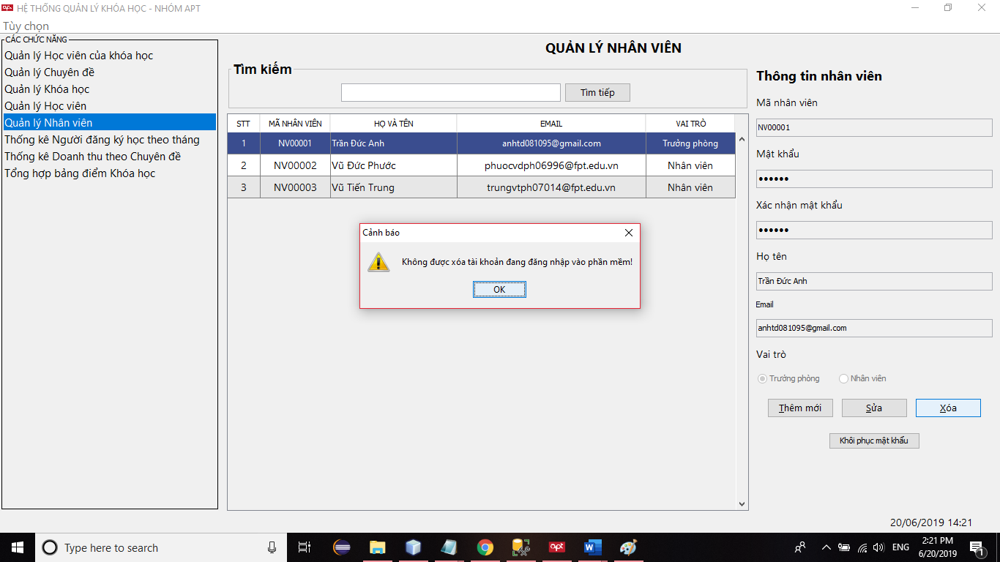 apt HỆ THỐNG QUẢN LÝ KHÓA HỌC - NHÓM APT
Tùy chọn
CÁC CHỨC NĂNG
Quản lý Học viên của khóa học
Quản lý Chuyên đề
Quản lý Khóa học
Quản lý Học viên
Quản lý Nhân viên
Thống kê Người đăng ký học theo tháng
Thống kê Doanh thu theo Chuyên đề
Tổng hợp bảng điểm Khóa học
QUẢN LÝ NHÂN VIÊN
Tìm kiếm
Tìm tiếp
STT MÃ NHÂN VIÊN HỌ VÀ TÊN EMAIL VAI TRÒ
1 NV00001 Trần Đức Anh anhtd081095@gmail.com Trưởng phòng
2 NV00002 Vũ Đức Phước phuocvdph06996@fpt.edu.vn Nhân viên
3 NV00003 Vũ Tiến Trung trungvtph07014@fpt.edu.vn Nhân viên
Cảnh báo
Không được xóa tài khoản đang đăng nhập vào phần mềm!
OK
Thông tin nhân viên
Mã nhân viên
NV00001
Mật khẩu
••••••
Xác nhận mật khẩu
••••••
Họ tên
Trần Đức Anh
Email
anhtd081095@gmail.com
Vai trò
Trưởng phòng Nhân viên
Thêm mới Sửa Xóa
Khôi phục mật khẩu
20/06/2019 14:21
Type here to search
apt
W
ENG
2:21 PM
6/20/2019
1